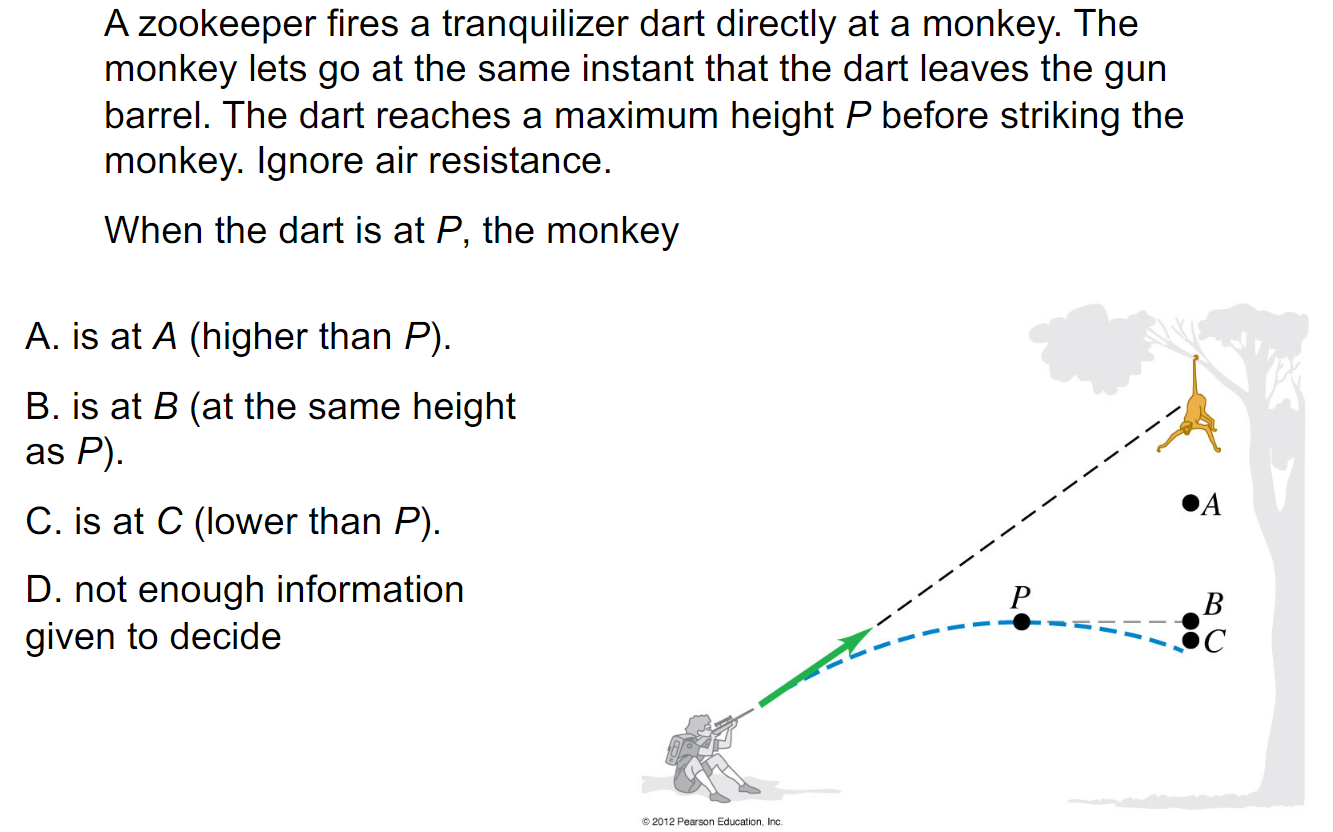 A zookeeper fires a tranquilizer dart directly at a monkey. The
monkey lets go at the same instant that the dart leaves the gun
barrel. The dart reaches a maximum height P before striking the
monkey. Ignore air resistance.
When the dart is at P, the monkey
A. is at A (higher than P).
B. is at B (at the same height
as P).
C. is at C (lower than P).
D. not enough information
given to decide
A
P
B
C
© 2012 Pearson Education, Inc.